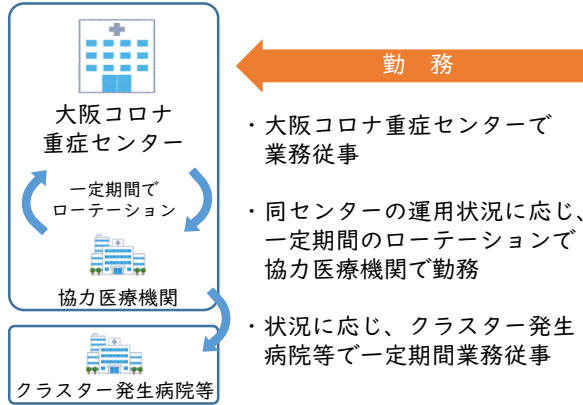 大阪コロナ
重症センター
一定期間で
ローテーション
協力医療機関
クラスター発生病院等
勤　務
・大阪コロナ重症センターで
業務従事
・同センターの運用状況に応じ、
一定期間のローテーションで
協力医療機関で勤務
・状況に応じ、クラスター発生
病院等で一定期間業務従事